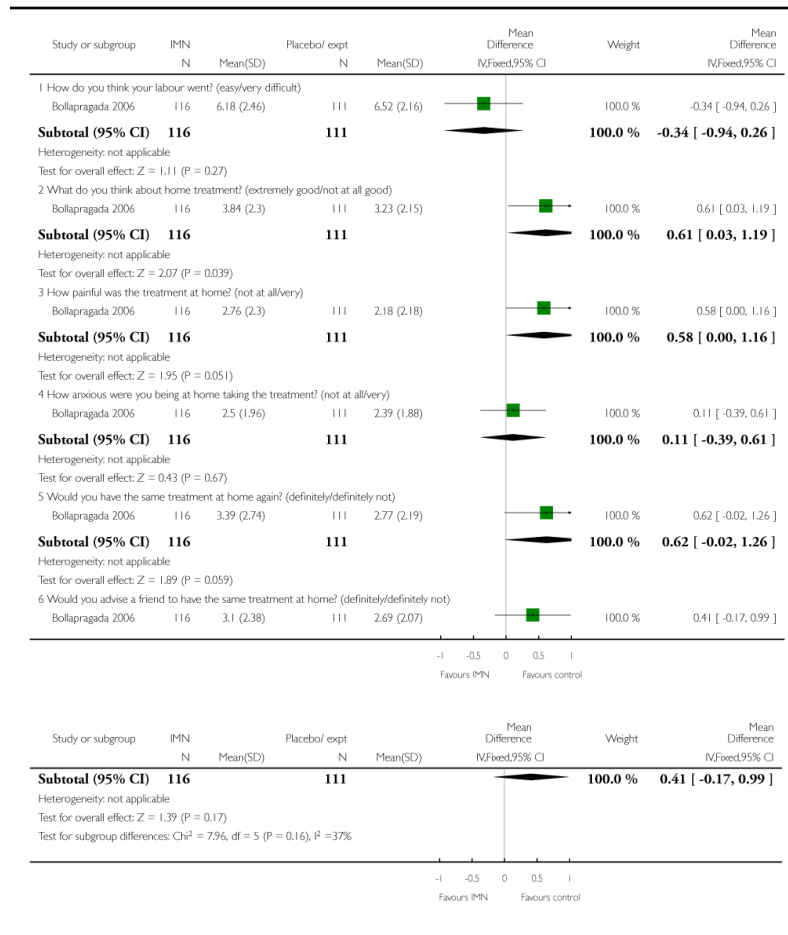 Study or subgroup IMN Placebo/ expt Mean Difference Weight Mean Difference
N Mean(SD) N Mean(SD) IV,Fixed,95% CI IV,Fixed,95% CI
1 How do you think your labour went? (easy/very difficult)
Bollapragada 2006 116 6.18 (2.46) 111 6.52 (2.16) 100.0 % -0.34 [ -0.94, 0.26 ]
Subtotal (95% CI) 116 111 100.0 % -0.34 [ -0.94, 0.26 ]
Heterogeneity: not applicable
Test for overall effect: Z = 1.11 (P = 0.27)
2 What do you think about home treatment? (extremely good/not at all good)
Bollapragada 2006 116 3.84 (2.3) 111 3.23 (2.15) 100.0 % 0.61 [ 0.03, 1.19 ]
Subtotal (95% CI) 116 111 100.0 % 0.61 [ 0.03, 1.19 ]
Heterogeneity: not applicable
Test for overall effect: Z = 2.07 (P = 0.039)
3 How painful was the treatment at home? (not at all/very)
Bollapragada 2006 116 2.76 (2.3) 111 2.18 (2.18) 100.0 % 0.58 [ 0.00, 1.16 ]
Subtotal (95% CI) 116 111 100.0 % 0.58 [ 0.00, 1.16 ]
Heterogeneity: not applicable
Test for overall effect: Z = 1.95 (P = 0.051)
4 How anxious were you being at home taking the treatment? (not at all/very)
Bollapragada 2006 116 2.5 (1.96) 111 2.39 (1.88) 100.0 % 0.11 [ -0.39, 0.61 ]
Subtotal (95% CI) 116 111 100.0 % 0.11 [ -0.39, 0.61 ]
Heterogeneity: not applicable
Test for overall effect: Z = 0.43 (P = 0.67)
5 Would you have the same treatment at home again? (definitely/definitely not)
Bollapragada 2006 116 3.39 (2.74) 111 2.77 (2.19) 100.0 % 0.62 [ -0.02, 1.26 ]
Subtotal (95% CI) 116 111 100.0 % 0.62 [ -0.02, 1.26 ]
Heterogeneity: not applicable
Test for overall effect: Z = 1.89 (P = 0.059)
6 Would you advise a friend to have the same treatment at home? (definitely/definitely not)
Bollapragada 2006 116 3.1 (2.38) 111 2.69 (2.07) 100.0 % 0.41 [ -0.17, 0.99 ]
-1 -0.5 0 0.5 1
Favours IMN Favours control
Study or subgroup IMN Placebo/ expt Mean Difference Weight Mean Difference
N Mean(SD) N Mean(SD) IV,Fixed,95% CI IV,Fixed,95% CI
Subtotal (95% CI) 116 111 100.0 % 0.41 [ -0.17, 0.99 ]
Heterogeneity: not applicable
Test for overall effect: Z = 1.39 (P = 0.17)
Test for subgroup differences: Chi² = 7.96, df = 5 (P = 0.16), I² =37%
-1 -0.5 0 0.5 1
Favours IMN Favours control